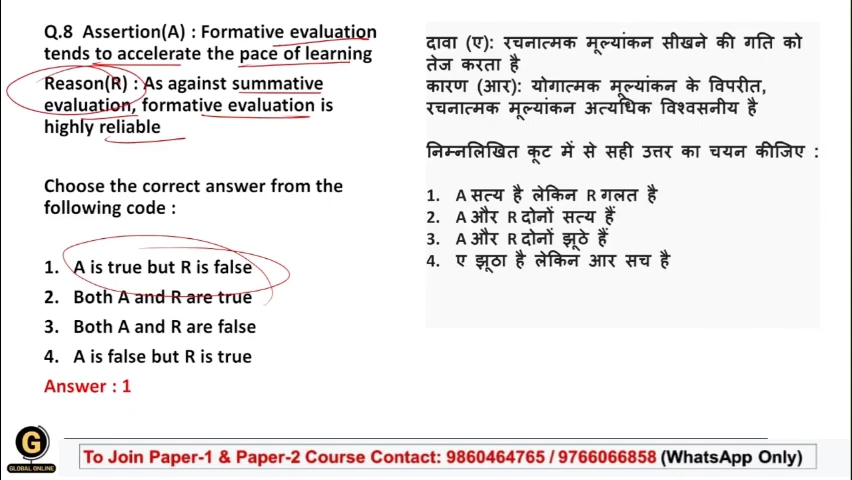 Q.8 Assertion(A) : Formative evaluation
tends to accelerate the pace of learning
Reason(R) : As against summative
evaluation, formative evaluation is
highly reliable
Choose the correct answer from the
following code :
1. A is true but R is false
2. Both A and R are true
3. Both A and R are false
4. A is false but R is true
Answer : 1
दावा (ए): रचनात्मक मूल्यांकन सीखने की गति को
तेज करता है
कारण (आर): योगात्मक मूल्यांकन के विपरीत,
रचनात्मक मूल्यांकन अत्यधिक विश्वसनीय है
निम्नलिखित कूट में से सही उत्तर का चयन कीजिए :
1. A सत्य है लेकिन R गलत है
2. A और R दोनों सत्य हैं
3. A और R दोनों झूठे हैं
4. ए झूठा है लेकिन आर सच है
G
GLOBAL ONLINE
To Join Paper-1 & Paper-2 Course Contact: 9860464765 / 9766066858 (WhatsApp Only)